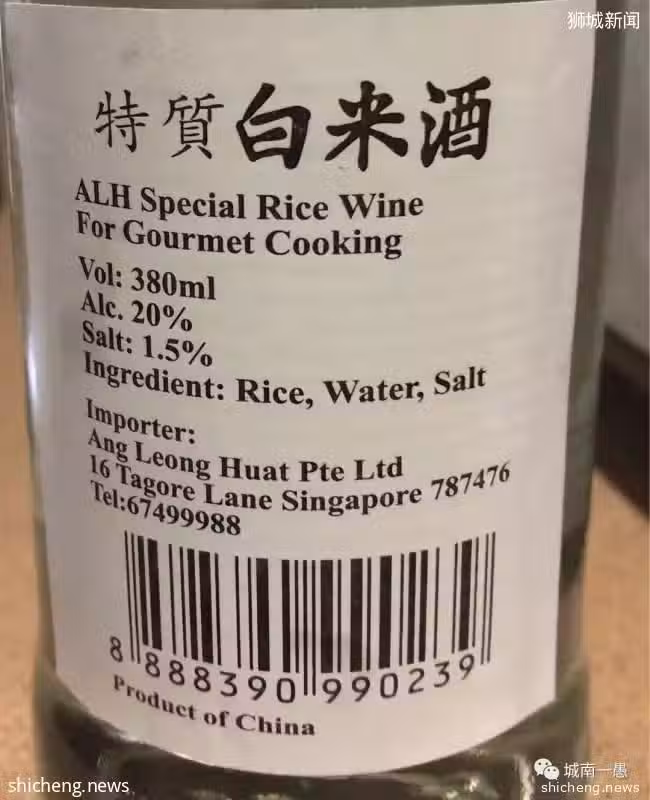 狮城新闻
特質白米酒
ALH Special Rice Wine
For Gourmet Cooking
Vol: 380ml
Alc. 20%
Salt: 1.5%
Ingredient: Rice, Water, Salt
Importer:
Ang Leong Huat Pte Ltd
16 Tagore Lane Singapore 787476
Tel:67499988
8 888390 990239
Product of China
城南一愚
shicheng.news
shicheng.news